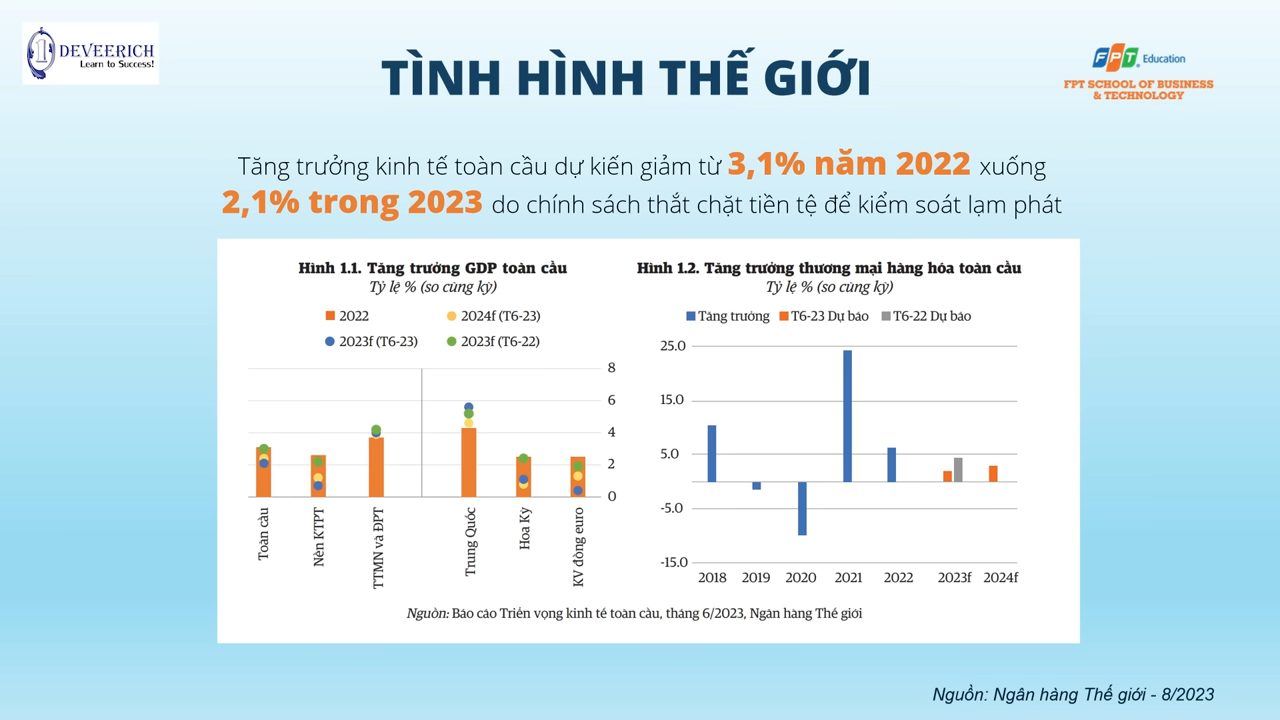 DEVEERICH
Learn to Success!
TÌNH HÌNH THẾ GIỚI
FPT Education
FPT SCHOOL OF BUSINESS
& TECHNOLOGY
Tăng trưởng kinh tế toàn cầu dự kiến giảm từ 3,1% năm 2022 xuống
2,1% trong 2023 do chính sách thắt chặt tiền tệ để kiểm soát lạm phát
Hình 1.1. Tăng trưởng GDP toàn cầu
Tỷ lệ % (so cùng kỳ)
2022
2024f (T6-23)
2023f (T6-23)
2023f (T6-22)
8
6
4
2
0
Toàn cầu
Nền KTPT
TTMN và ĐPT
Trung Quốc
Hoa Kỳ
KV đồng euro
Hình 1.2. Tăng trưởng thương mại hàng hóa toàn cầu
Tỷ lệ % (so cùng kỳ)
Tăng trưởng T6-23 Dự báo T6-22 Dự báo
25.0
15.0
5.0
-5.0
-15.0
2018 2019 2020 2021 2022 2023f 2024f
Nguồn: Báo cáo Triển vọng kinh tế toàn cầu, tháng 6/2023, Ngân hàng Thế giới
Nguồn: Ngân hàng Thế giới - 8/2023